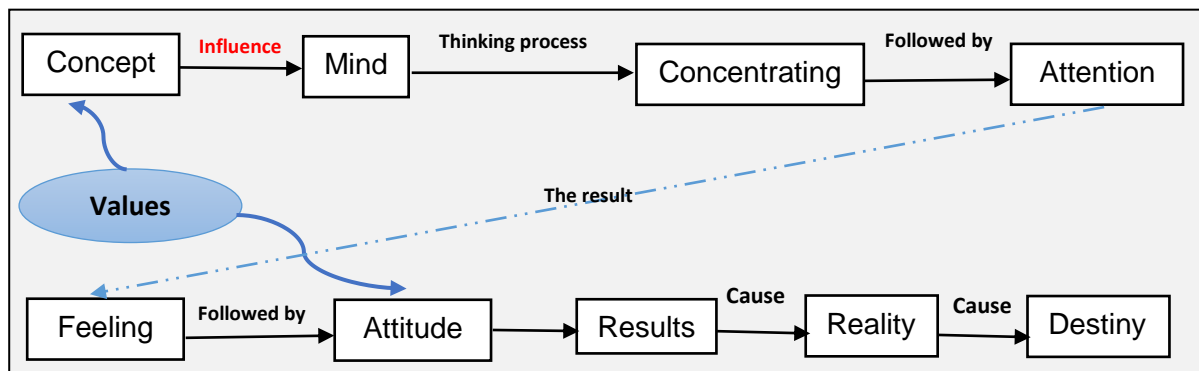 Concept
Influence
Mind
Thinking process
Concentrating
Followed by
Attention
Values
The result
Feeling
Followed by
Attitude
Results
Cause
Reality
Cause
Destiny